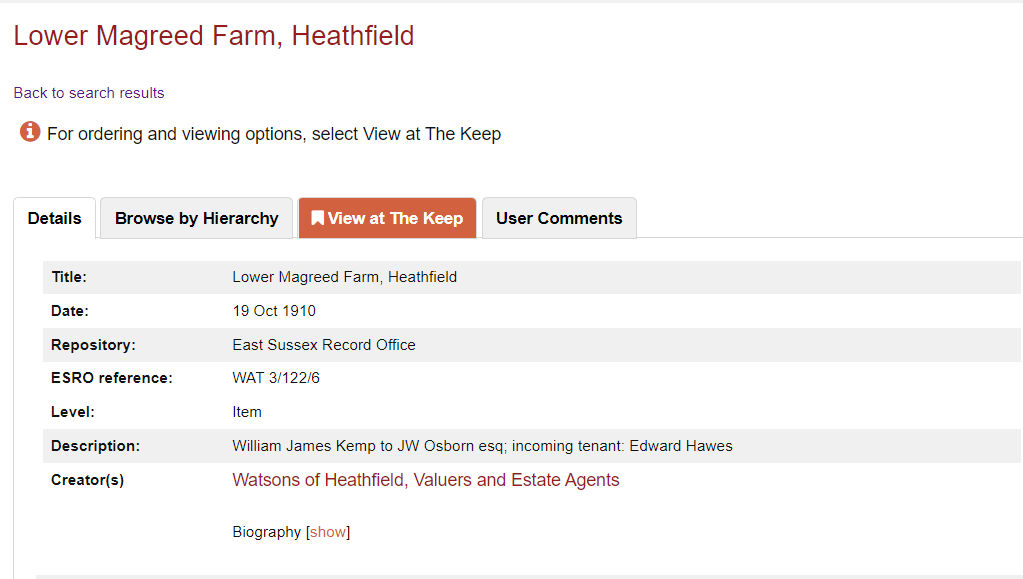 Lower Magreed Farm, Heathfield
Back to search results
For ordering and viewing options, select View at The Keep
Details Browse by Hierarchy View at The Keep User Comments
Title: Lower Magreed Farm, Heathfield
Date: 19 Oct 1910
Repository: East Sussex Record Office
ESRO reference: WAT 3/122/6
Level: Item
Description: William James Kemp to JW Osborn esq; incoming tenant: Edward Hawes
Creator(s) Watsons of Heathfield, Valuers and Estate Agents
Biography [show]